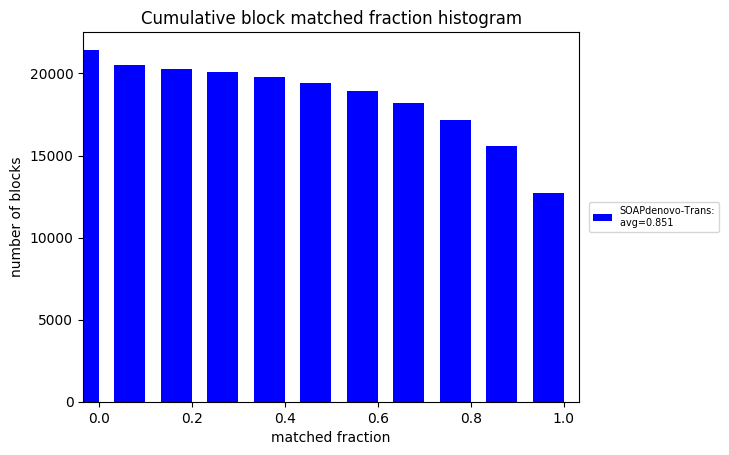 Cumulative block matched fraction histogram
number of blocks
20000
15000
10000
5000
0
0.0 0.2 0.4 0.6 0.8 1.0
matched fraction
SOAPdenovo-Trans:
avg=0.851